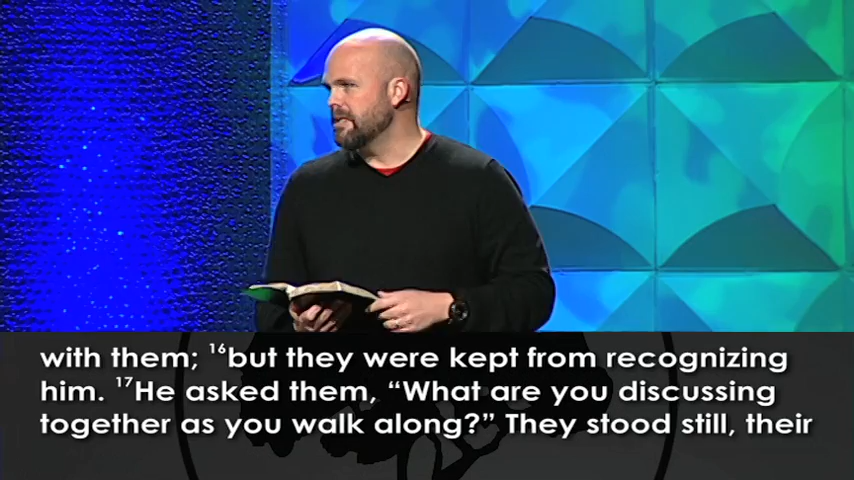 with them; ¹⁶but they were kept from recognizing
him. ¹⁷He asked them, “What are you discussing
together as you walk along?” They stood still, their